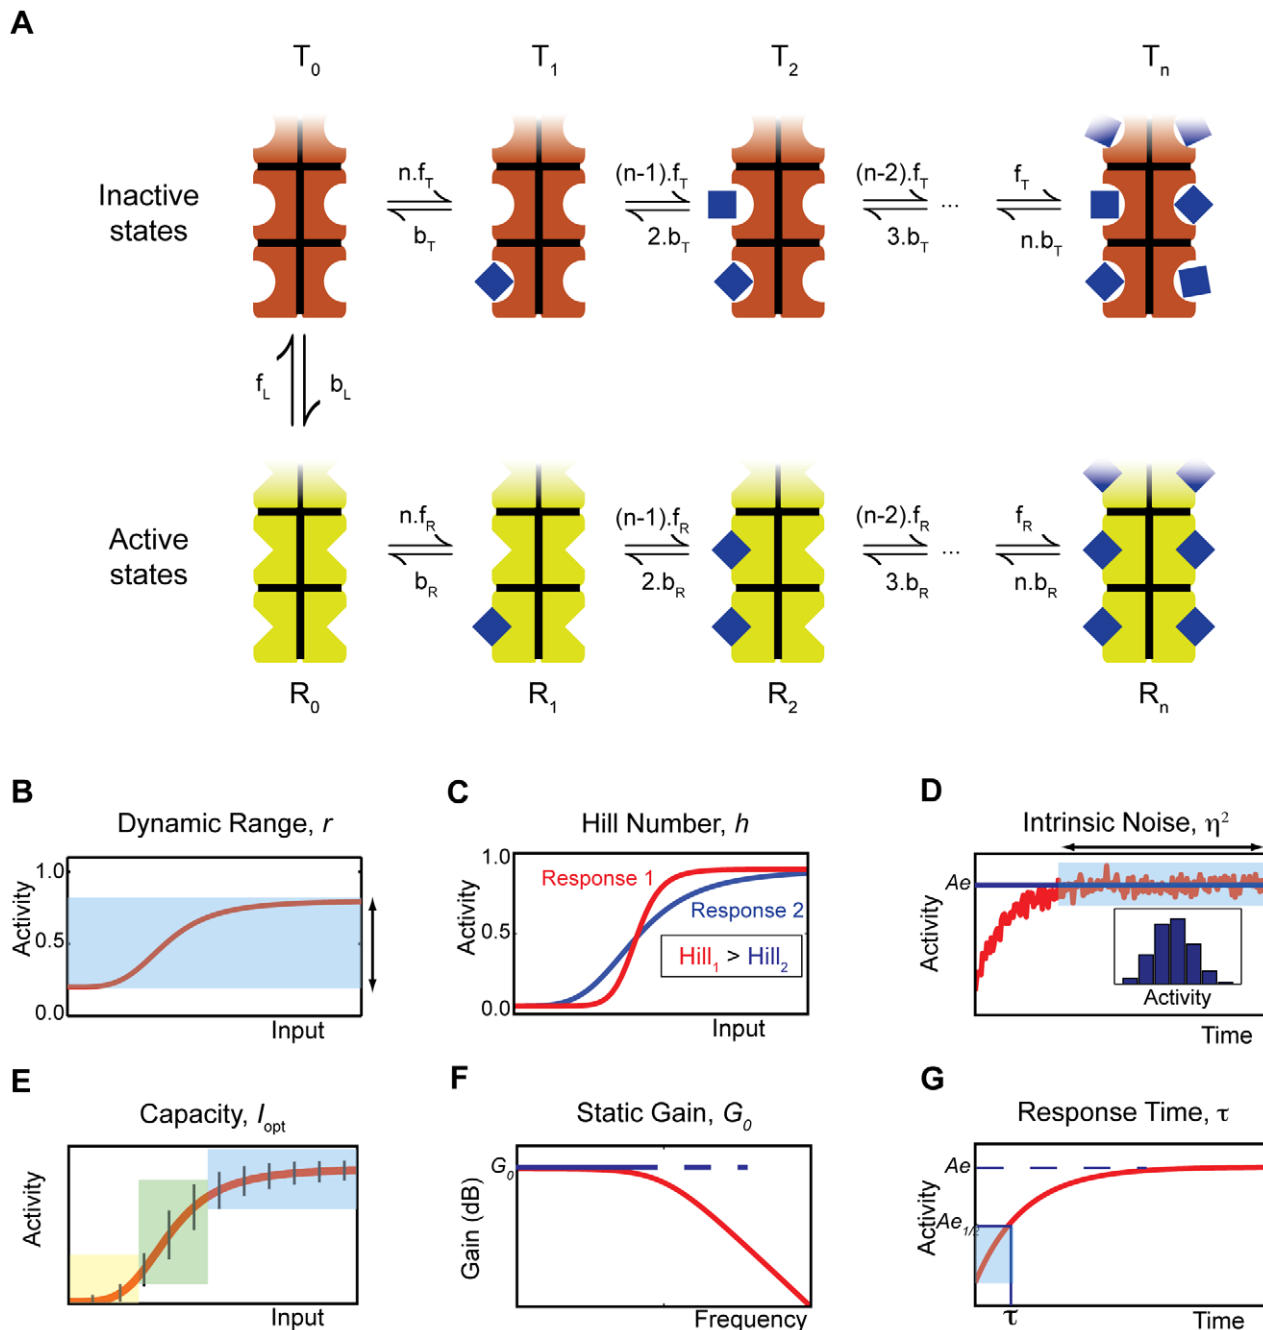 A
T0 T1 T2 Tn
Inactive states
n.fT (n-1).fT (n-2).fT ... fT
bT 2.bT 3.bT n.bT
fL bL
Active states
n.fR (n-1).fR (n-2).fR ... fR
bR 2.bR 3.bR n.bR
R0 R1 R2 Rn
B
Dynamic Range, r
1.0
0.5
0.0
Activity
Input
C
Hill Number, h
1.0
0.5
0.0
Activity
Response 1
Response 2
Hill1 > Hill2
Input
D
Intrinsic Noise, η²
Ae
Activity
Activity
Time
E
Capacity, Iopt
Activity
Input
F
Static Gain, G0
G0
Gain (dB)
Frequency
G
Response Time, τ
Ae
Ae1/2
Activity
τ
Time